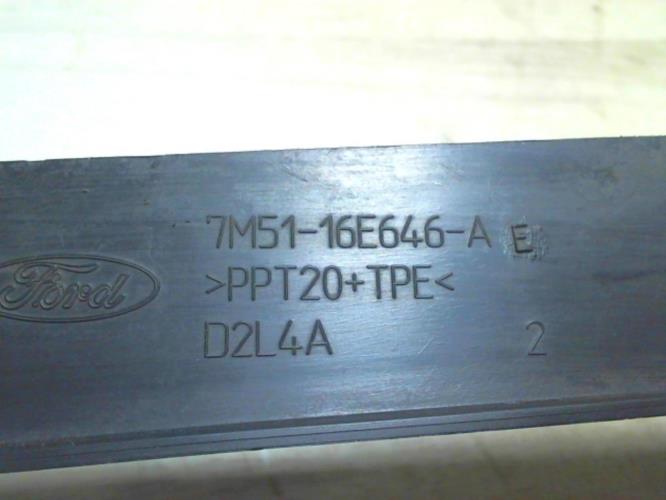 7M51-16E646-A E
Ford
>PPT20+TPE<
D2L4A 2